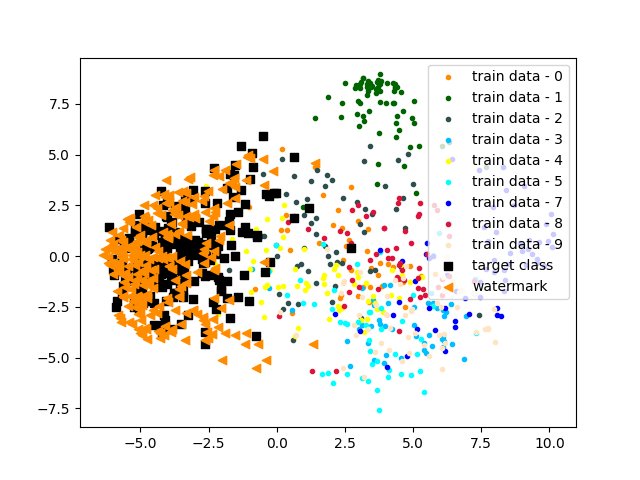 train data - 0
train data - 1
train data - 2
train data - 3
train data - 4
train data - 5
train data - 7
train data - 8
train data - 9
target class
watermark
7.5
5.0
2.5
0.0
−2.5
−5.0
−7.5
−5.0 −2.5 0.0 2.5 5.0 7.5 10.0